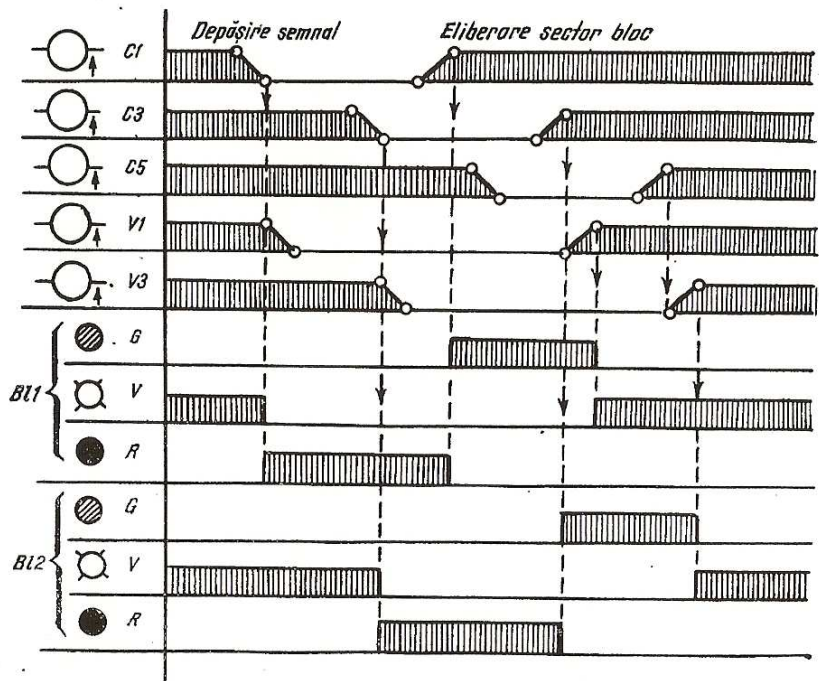 Depășire semnal
Eliberare sector bloc
C1
C3
C5
V1
V3
Bl1
G
V
R
Bl2
G
V
R